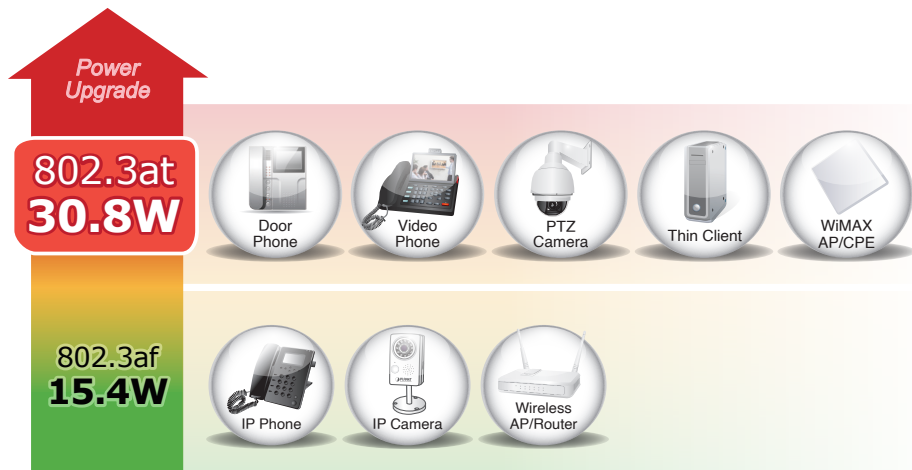 Power
Upgrade
802.3at
30.8W
Door
Phone
Video
Phone
PTZ
Camera
Thin Client
WiMAX
AP/CPE
802.3af
15.4W
IP Phone
IP Camera
Wireless
AP/Router